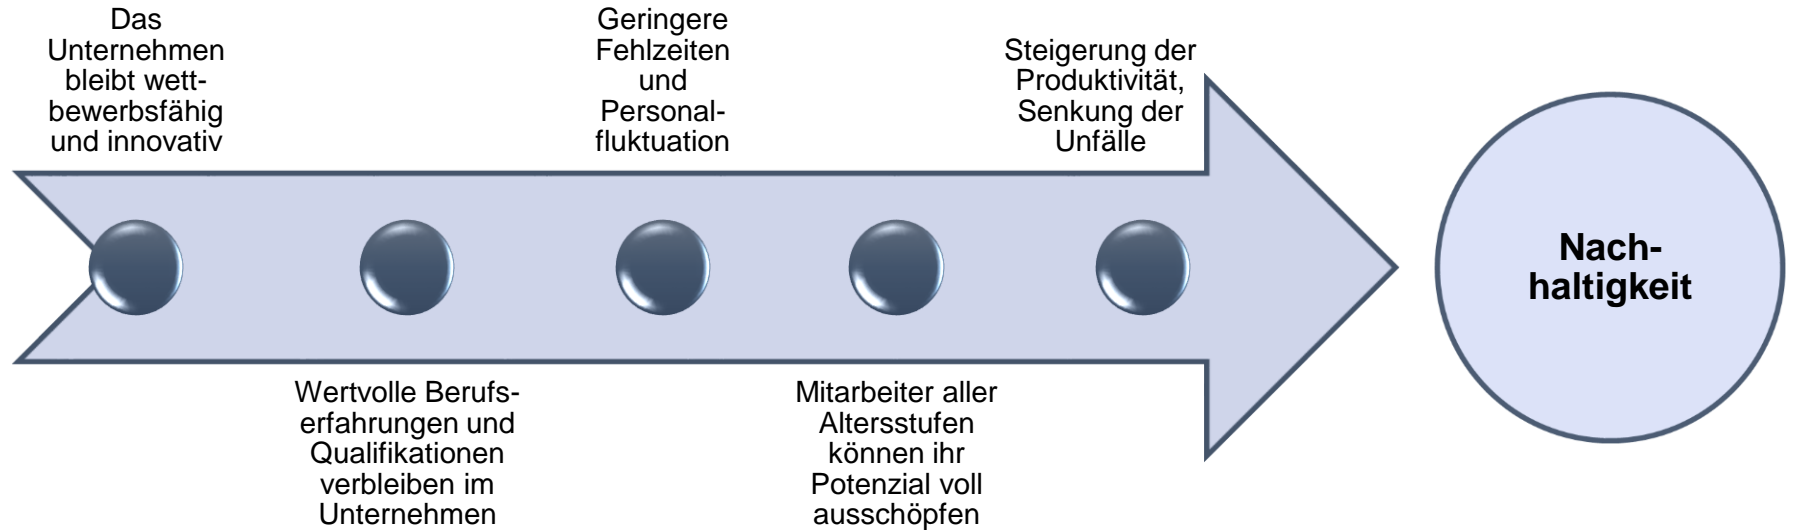 Das
Unternehmen
bleibt wett-
bewerbsfähig
und innovativ
Wertvolle Berufs-
erfahrungen und
Qualifikationen
verbleiben im
Unternehmen
Geringere
Fehlzeiten
und
Personal-
fluktuation
Mitarbeiter aller
Altersstufen
können ihr
Potenzial voll
ausschöpfen
Steigerung der
Produktivität,
Senkung der
Unfälle
Nach-
haltigkeit